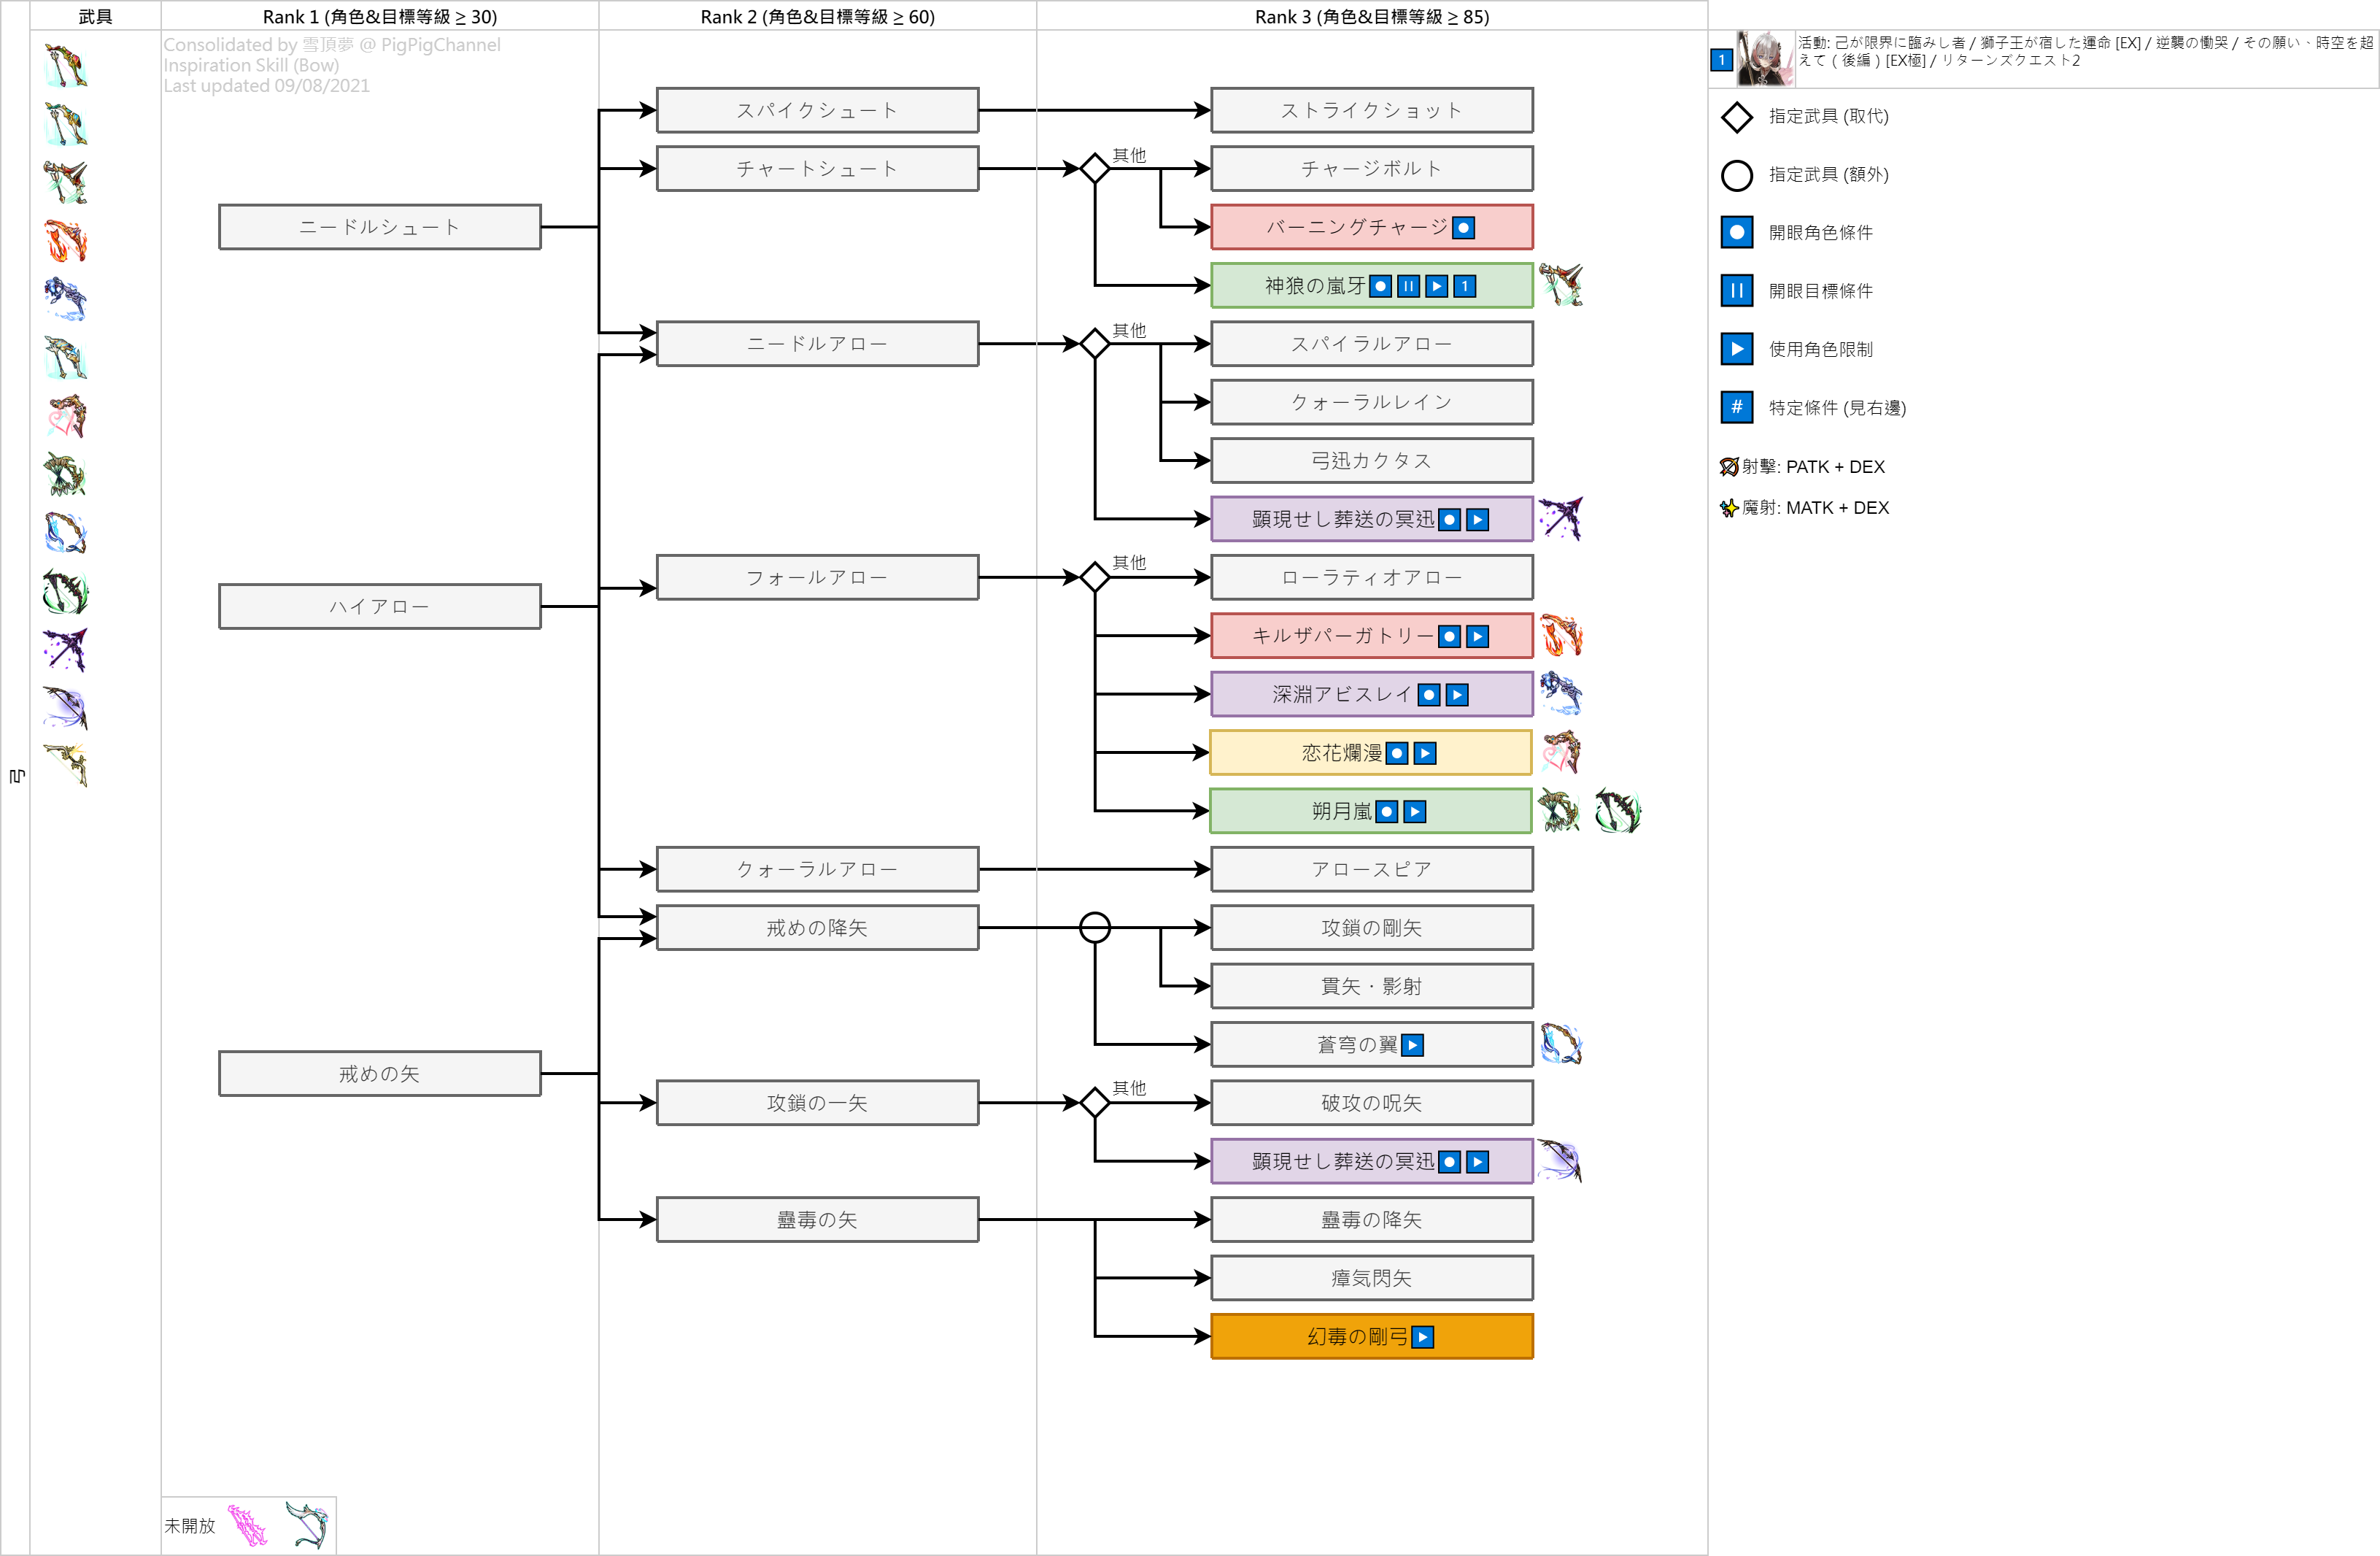 武具
Rank 1 (角色&目標等級 ≥ 30)
Rank 2 (角色&目標等級 ≥ 60)
Rank 3 (角色&目標等級 ≥ 85)
Consolidated by 雪頂夢 @ PigPigChannel
Inspiration Skill (Bow)
Last updated 09/08/2021
弓
ニードルシュート
ハイアロー
戒めの矢
スパイクシュート
チャートシュート
ニードルアロー
フォールアロー
クォーラルアロー
戒めの降矢
攻鎖の一矢
蠱毒の矢
ストライクショット
其他
チャージボルト
バーニングチャージ
神狼の嵐牙 1
其他
スパイラルアロー
クォーラルレイン
弓迅カクタス
顕現せし葬送の冥迅
其他
ローラティオアロー
キルザパーガトリー
深淵アビスレイ
恋花爛漫
朔月嵐
アロースピア
攻鎖の剛矢
貫矢・影射
蒼穹の翼
其他
破攻の呪矢
顕現せし葬送の冥迅
蠱毒の降矢
瘴気閃矢
幻毒の剛弓
未開放
1
活動: 己が限界に臨みし者 / 獅子王が宿した運命 [EX] / 逆襲の慟哭 / その願い、時空を超
えて（後編）[EX極] / リターンズクエスト2
指定武具 (取代)
指定武具 (額外)
開眼角色條件
開眼目標條件
使用角色限制
# 特定條件 (見右邊)
射擊: PATK + DEX
魔射: MATK + DEX